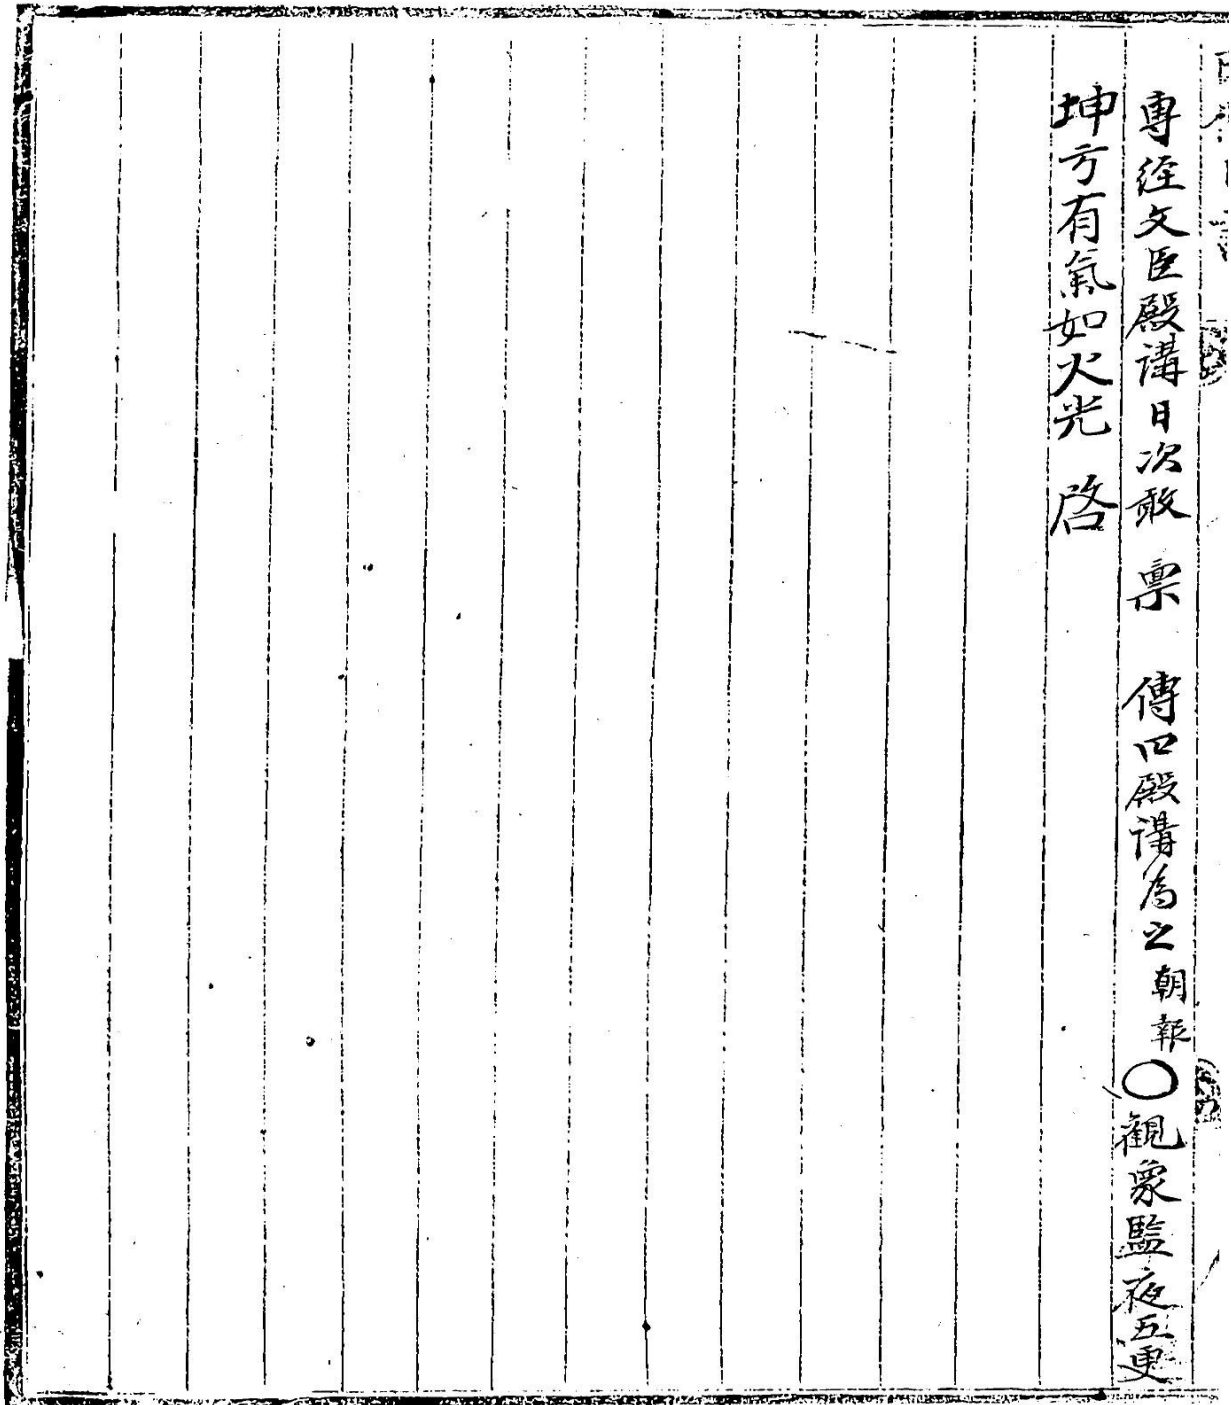 專經文臣殿講日次敢 稟 傳曰殿講爲之朝報〇觀象監夜五更
坤方有氣如火光 啓